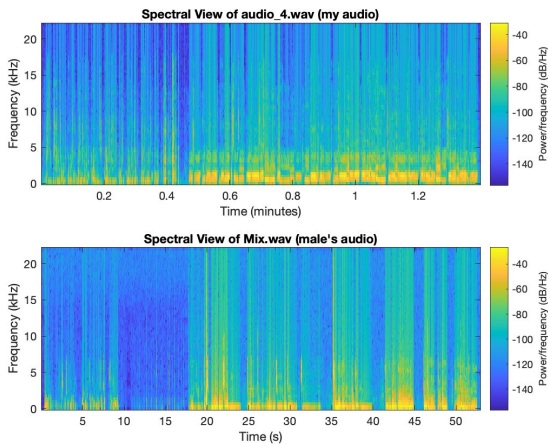 Spectral View of audio_4.wav (my audio)
Frequency (kHz)
20
15
10
5
0
0.2 0.4 0.6 0.8 1 1.2
Time (minutes)
-40
-60
-80
-100
-120
-140
Power/frequency (dB/Hz)
Spectral View of Mix.wav (male's audio)
Frequency (kHz)
20
15
10
5
0
5 10 15 20 25 30 35 40 45 50
Time (s)
-40
-60
-80
-100
-120
-140
Power/frequency (dB/Hz)